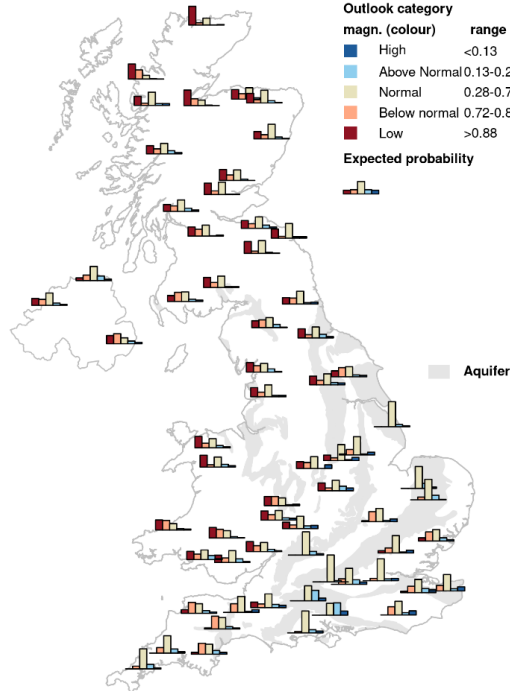 Outlook category
magn. (colour) range
High <0.13
Above Normal 0.13-0.2
Normal 0.28-0.7
Below normal 0.72-0.8
Low >0.88
Expected probability
Aquifer